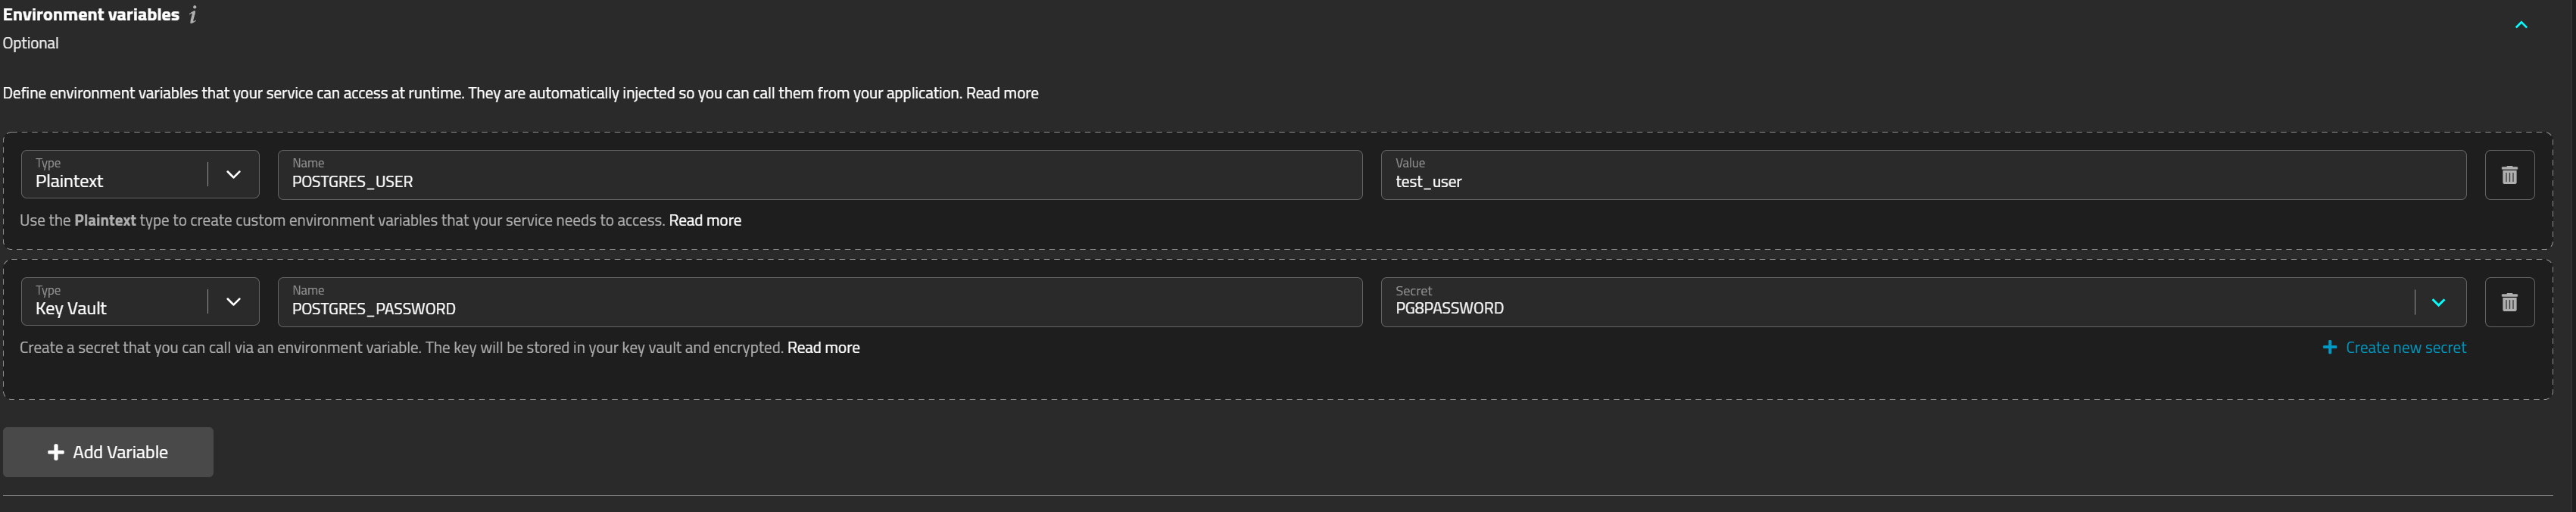 Environment variables i
Optional
Define environment variables that your service can access at runtime. They are automatically injected so you can call them from your application. Read more
Type
Plaintext
Name
POSTGRES_USER
Value
test_user
Use the Plaintext type to create custom environment variables that your service needs to access. Read more
Type
Key Vault
Name
POSTGRES_PASSWORD
Secret
PG8PASSWORD
Create a secret that you can call via an environment variable. The key will be stored in your key vault and encrypted. Read more
Create new secret
Add Variable